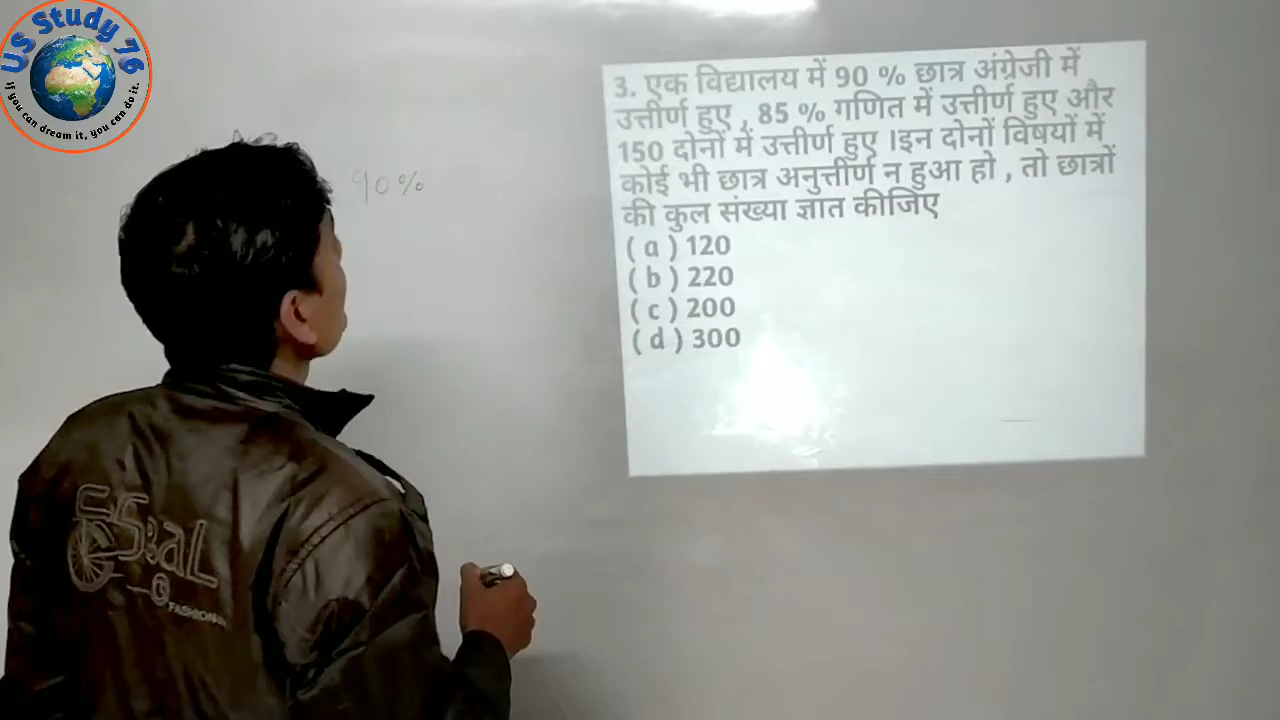 US Study 76
If you can dream it, you can do it.
90%
3. एक विद्यालय में 90 % छात्र अंग्रेजी में
उत्तीर्ण हुए , 85 % गणित में उत्तीर्ण हुए और
150 दोनों में उत्तीर्ण हुए ।इन दोनों विषयों में
कोई भी छात्र अनुत्तीर्ण न हुआ हो , तो छात्रों
की कुल संख्या ज्ञात कीजिए
( a ) 120
( b ) 220
( c ) 200
( d ) 300
FASHION